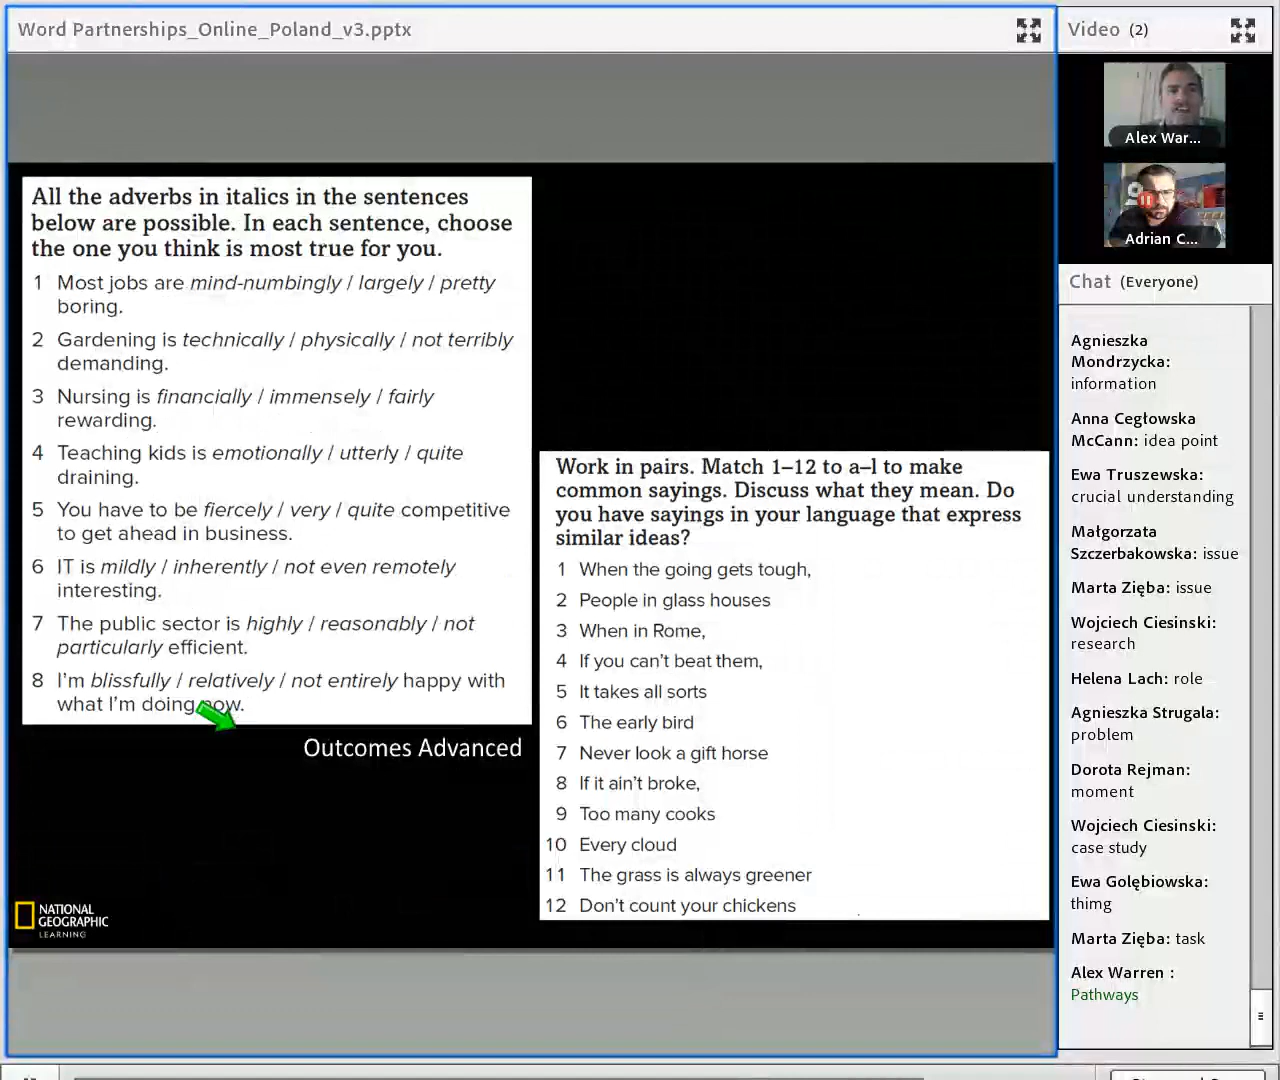 Word Partnerships_Online_Poland_v3.pptx
All the adverbs in italics in the sentences
below are possible. In each sentence, choose
the one you think is most true for you.
1 Most jobs are mind-numbingly / largely / pretty
boring.
2 Gardening is technically / physically / not terribly
demanding.
3 Nursing is financially / immensely / fairly
rewarding.
4 Teaching kids is emotionally / utterly / quite
draining.
5 You have to be fiercely / very / quite competitive
to get ahead in business.
6 IT is mildly / inherently / not even remotely
interesting.
7 The public sector is highly / reasonably / not
particularly efficient.
8 I'm blissfully / relatively / not entirely happy with
what I'm doing now.
Outcomes Advanced
NATIONAL
GEOGRAPHIC
LEARNING
Work in pairs. Match 1–12 to a–l to make
common sayings. Discuss what they mean. Do
you have sayings in your language that express
similar ideas?
1 When the going gets tough,
2 People in glass houses
3 When in Rome,
4 If you can't beat them,
5 It takes all sorts
6 The early bird
7 Never look a gift horse
8 If it ain't broke,
9 Too many cooks
10 Every cloud
11 The grass is always greener
12 Don't count your chickens
Video (2)
Alex War...
Adrian C...
Chat (Everyone)
Agnieszka
Mondrzycka:
information
Anna Cegłowska
McCann: idea point
Ewa Truszewska:
crucial understanding
Małgorzata
Szczerbakowska: issue
Marta Zięba: issue
Wojciech Ciesinski:
research
Helena Lach: role
Agnieszka Strugala:
problem
Dorota Rejman:
moment
Wojciech Ciesinski:
case study
Ewa Golębiowska:
thimg
Marta Zięba: task
Alex Warren :
Pathways